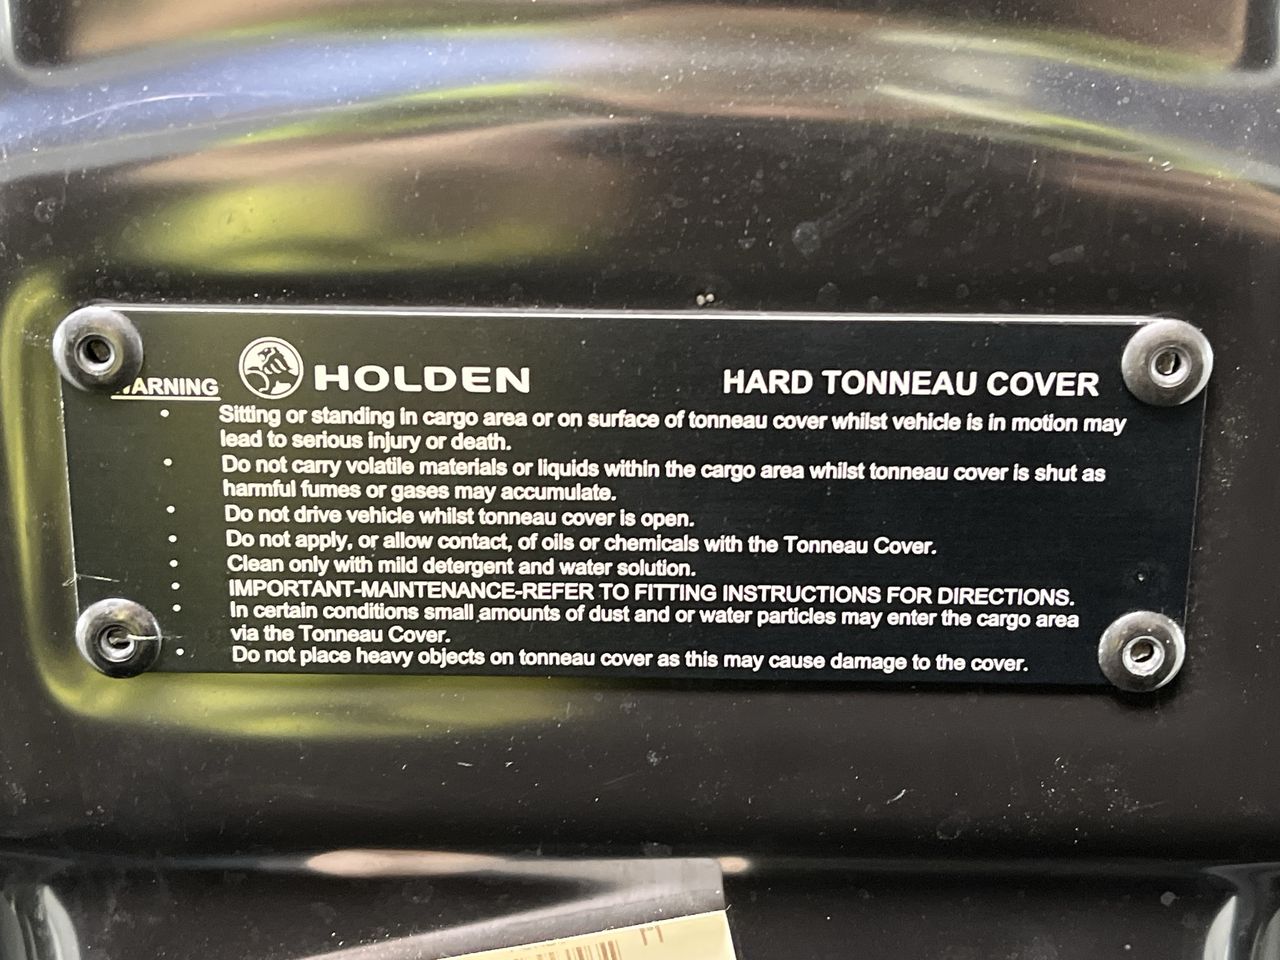 WARNING HOLDEN HARD TONNEAU COVER
• Sitting or standing in cargo area or on surface of tonneau cover whilst vehicle is in motion may
lead to serious injury or death.
• Do not carry volatile materials or liquids within the cargo area whilst tonneau cover is shut as
harmful fumes or gases may accumulate.
• Do not drive vehicle whilst tonneau cover is open.
• Do not apply, or allow contact, of oils or chemicals with the Tonneau Cover.
• Clean only with mild detergent and water solution.
• IMPORTANT-MAINTENANCE-REFER TO FITTING INSTRUCTIONS FOR DIRECTIONS.
• In certain conditions small amounts of dust and or water particles may enter the cargo area
via the Tonneau Cover.
• Do not place heavy objects on tonneau cover as this may cause damage to the cover.